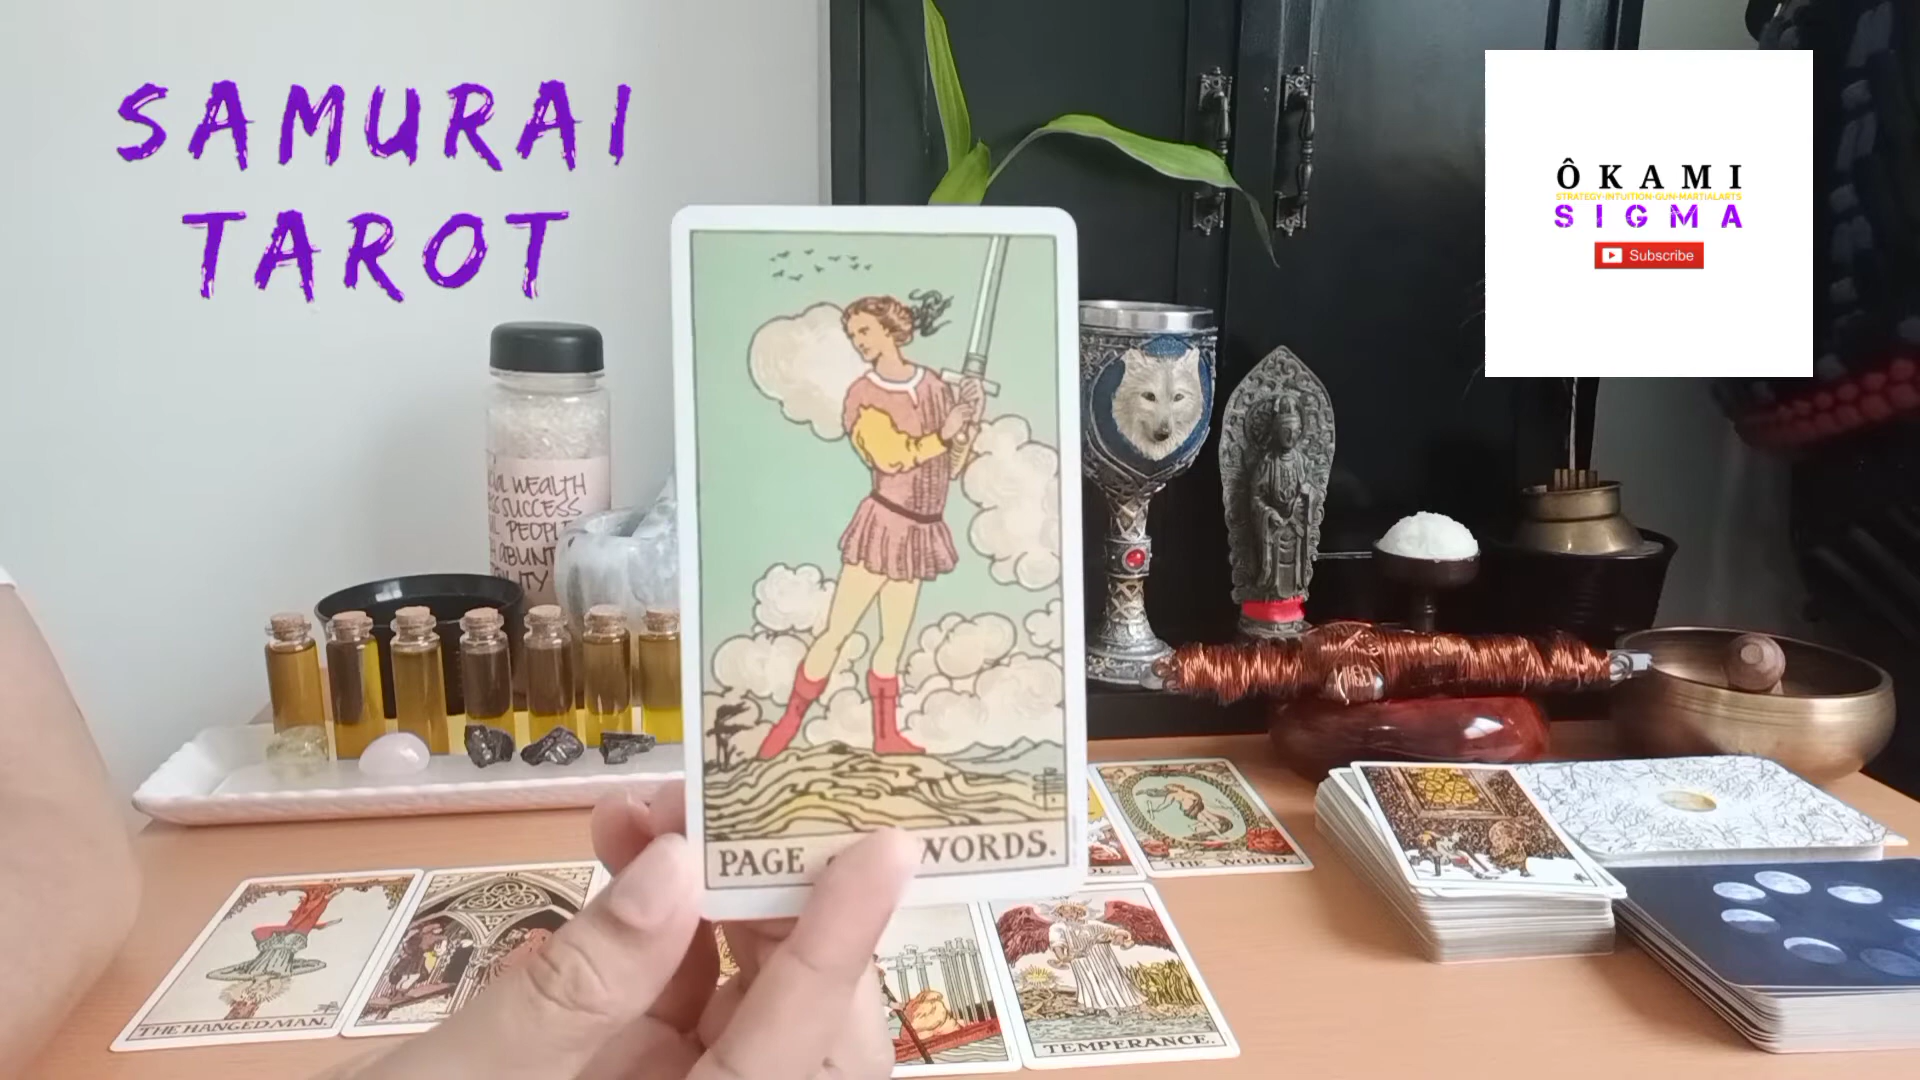 SAMURAI
TAROT
ÔKAMI
STRATEGY-INTUITION-GUN-MARTIALARTS
SIGMA
Subscribe
WEALTH
SUCCESS
PEOPLE
PAGE WORDS.
THE WORLD.
THE HANGED MAN.
TEMPERANCE.